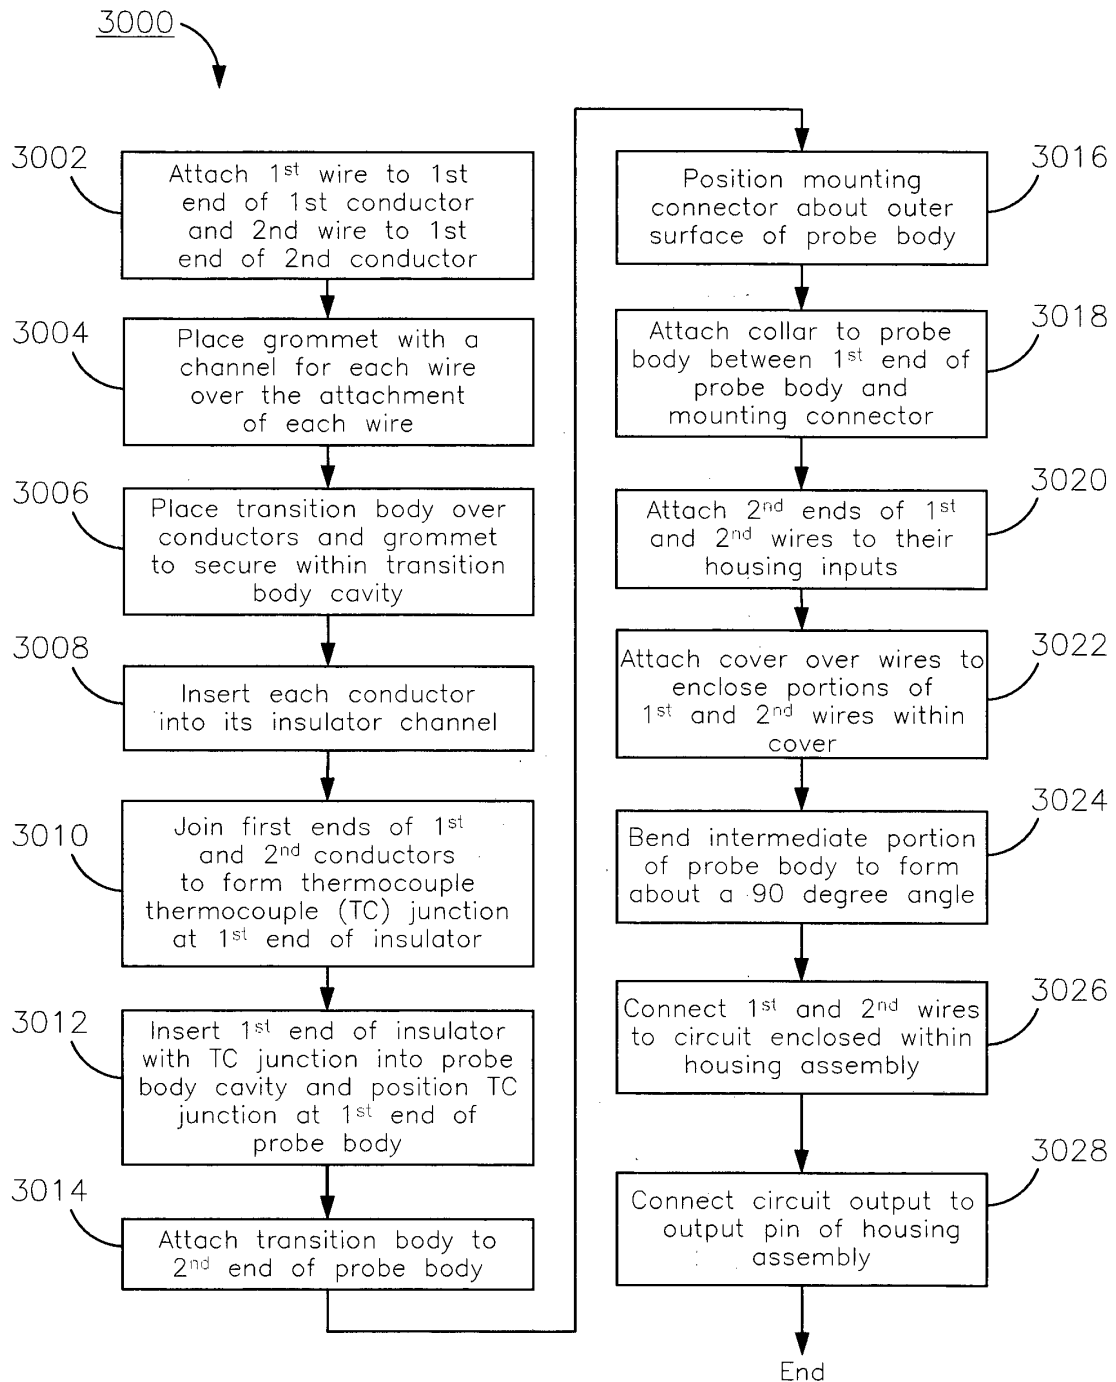 3000
3002
Attach 1st wire to 1st
end of 1st conductor
and 2nd wire to 1st
end of 2nd conductor
3004
Place grommet with a
channel for each wire
over the attachment
of each wire
3006
Place transition body over
conductors and grommet
to secure within transition
body cavity
3008
Insert each conductor
into its insulator channel
3010
Join first ends of 1st
and 2nd conductors
to form thermocouple
thermocouple (TC) junction
at 1st end of insulator
3012
Insert 1st end of insulator
with TC junction into probe
body cavity and position TC
junction at 1st end of
probe body
3014
Attach transition body to
2nd end of probe body
3016
Position mounting
connector about outer
surface of probe body
3018
Attach collar to probe
body between 1st end of
probe body and
mounting connector
3020
Attach 2nd ends of 1st
and 2nd wires to their
housing inputs
3022
Attach cover over wires to
enclose portions of
1st and 2nd wires within
cover
3024
Bend intermediate portion
of probe body to form
about a 90 degree angle
3026
Connect 1st and 2nd wires
to circuit enclosed within
housing assembly
3028
Connect circuit output to
output pin of housing
assembly
End